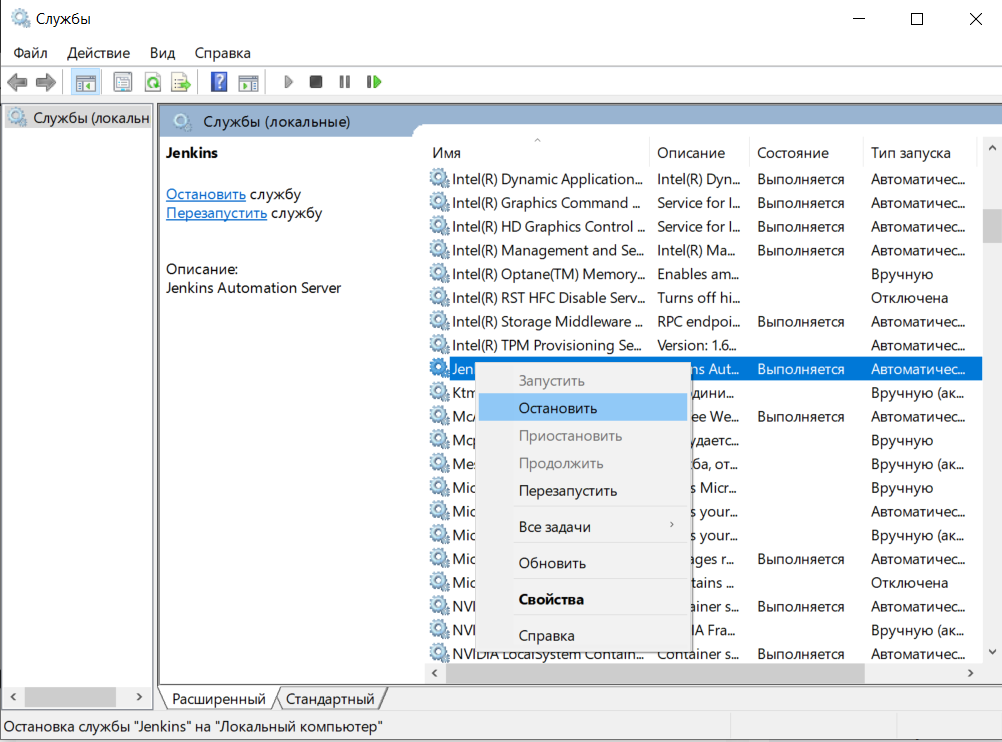 Службы
Файл Действие Вид Справка
Службы (локальн
Службы (локальные)
Jenkins
Остановить службу
Перезапустить службу
Описание:
Jenkins Automation Server
Имя Описание Состояние Тип запуска
Intel(R) Dynamic Application... Intel(R) Dyn... Выполняется Автоматичес...
Intel(R) Graphics Command ... Service for I... Выполняется Автоматичес...
Intel(R) HD Graphics Control ... Service for I... Выполняется Автоматичес...
Intel(R) Management and Se... Intel(R) Ma... Выполняется Автоматичес...
Intel(R) Optane(TM) Memory... Enables am... Вручную
Intel(R) RST HFC Disable Serv... Turns off hi... Отключена
Intel(R) Storage Middleware ... RPC endpoi... Выполняется Автоматичес...
Intel(R) TPM Provisioning Se... Version: 1.6... Автоматичес...
Jen ns Aut... Выполняется Автоматичес...
Ktm дини... Вручную (ак...
McA ee We... Выполняется Автоматичес...
Mcp удаетс... Вручную
Mes ба, от... Вручную (ак...
Mic s Micr... Вручную
Mic s your... Автоматичес...
Mic s your... Вручную (ак...
Mic ages r... Выполняется Автоматичес...
Mic tains ... Отключена
NVI ainer s... Выполняется Автоматичес...
NVI IA Fra... Вручную (ак...
NVIDIA LocalSystem Contain... Container s... Выполняется Автоматичес...
Запустить
Остановить
Приостановить
Продолжить
Перезапустить
Все задачи
Обновить
Свойства
Справка
Расширенный Стандартный
Остановка службы "Jenkins" на "Локальный компьютер"